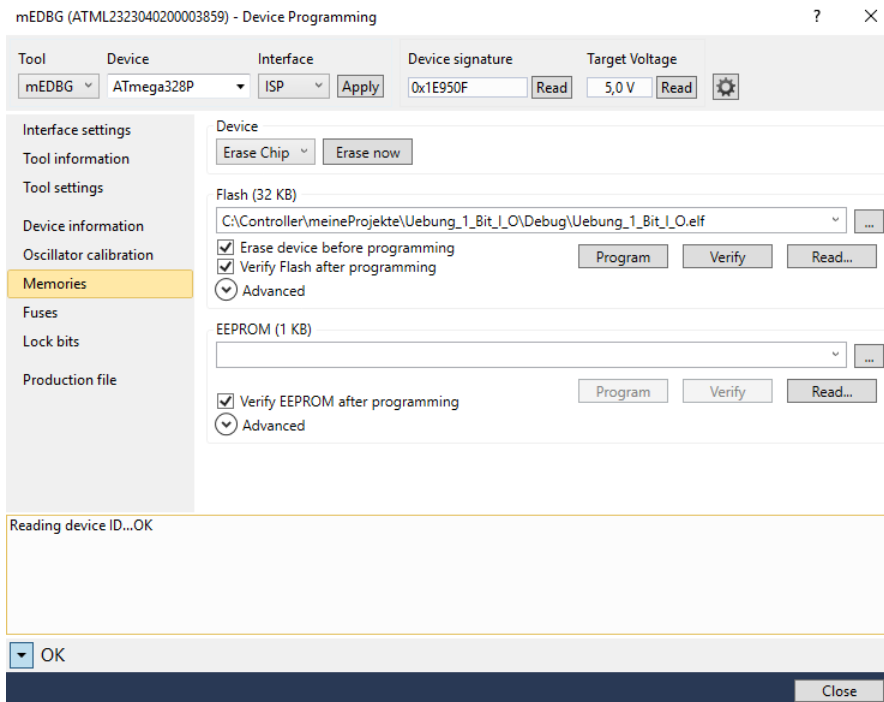 mEDBG (ATML2323040200003859) - Device Programming ? ✕
Tool Device Interface Device signature Target Voltage
mEDBG ATmega328P ISP Apply 0x1E950F Read 5,0 V Read
Interface settings
Tool information
Tool settings
Device information
Oscillator calibration
Memories
Fuses
Lock bits
Production file
Device
Erase Chip Erase now
Flash (32 KB)
C:\Controller\meineProjekte\Uebung_1_Bit_I_O\Debug\Uebung_1_Bit_I_O.elf ...
Erase device before programming
Verify Flash after programming
Program Verify Read...
Advanced
EEPROM (1 KB)
...
Program Verify Read...
Verify EEPROM after programming
Advanced
Reading device ID...OK
OK
Close